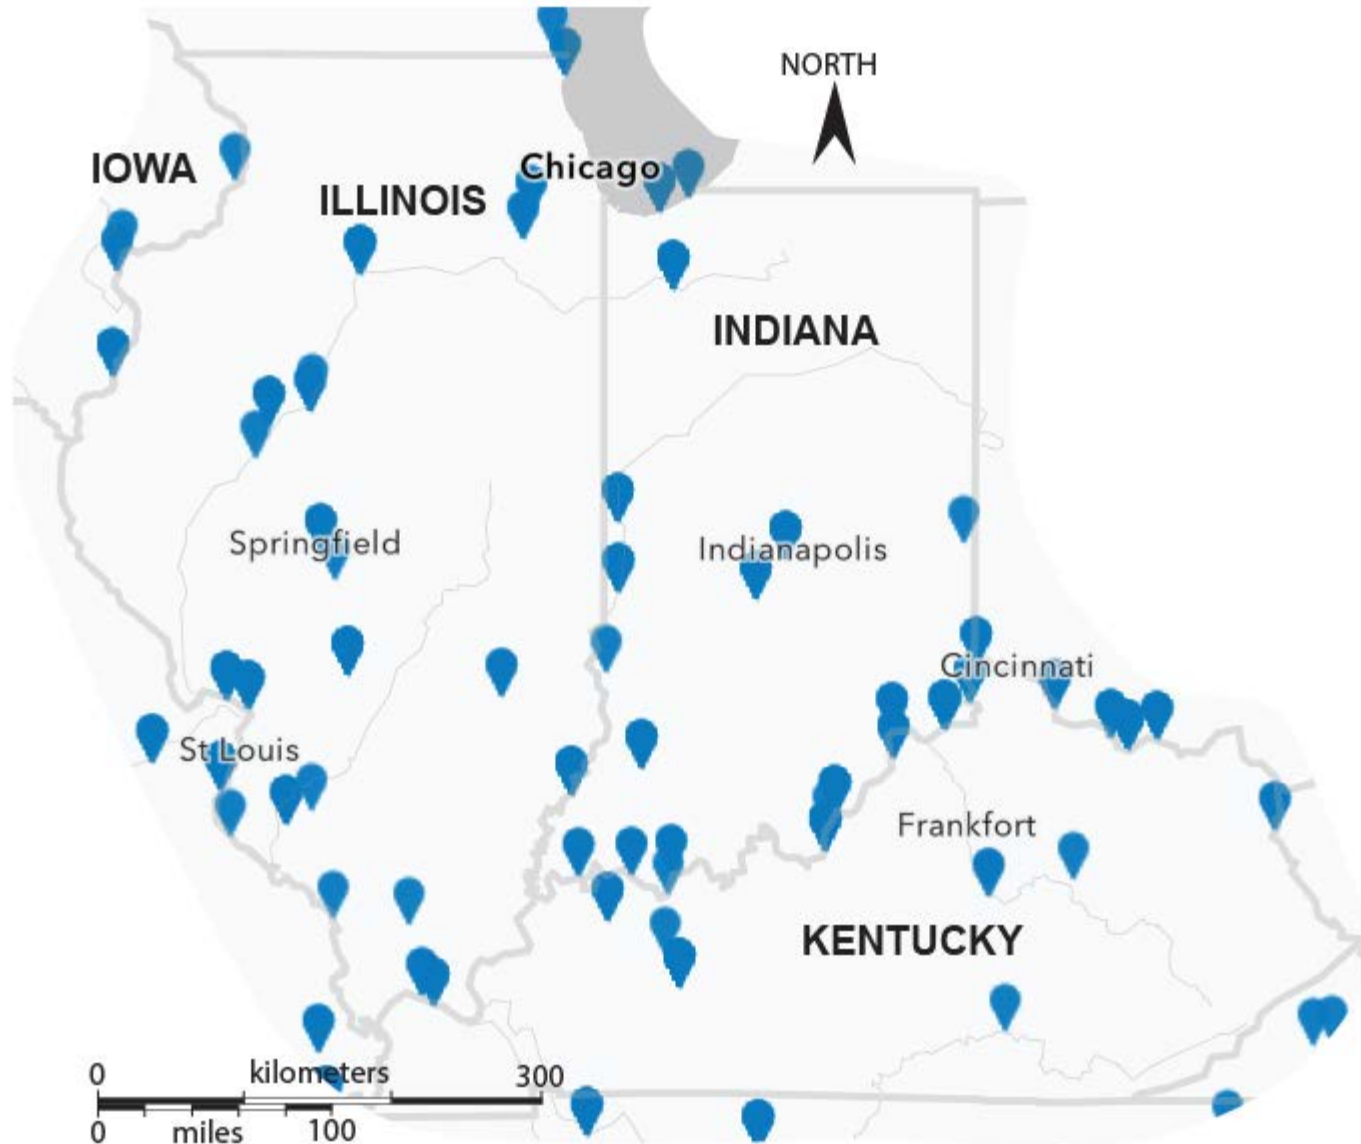 NORTH
IOWA
Chicago
ILLINOIS
INDIANA
Springfield
Indianapolis
Cincinnati
St Louis
Frankfort
KENTUCKY
0 kilometers 300
0 miles 100